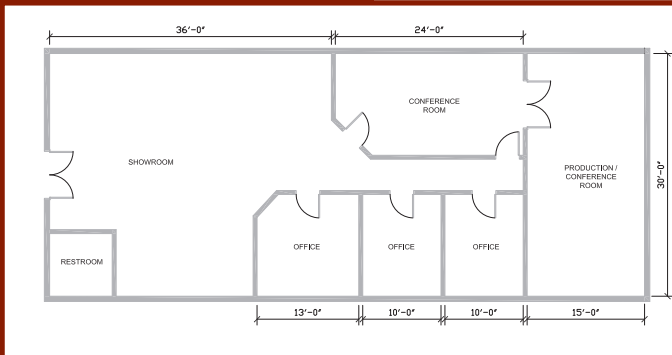 36'-0"
24'-0"
CONFERENCE
ROOM
SHOWROOM
PRODUCTION /
CONFERENCE
ROOM
30'-0"
OFFICE
OFFICE
OFFICE
RESTROOM
13'-0"
10'-0"
10'-0"
15'-0"